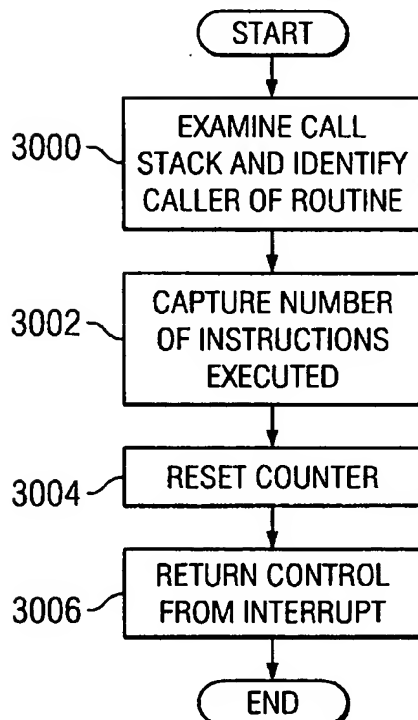 START
3000
EXAMINE CALL
STACK AND IDENTIFY
CALLER OF ROUTINE
3002
CAPTURE NUMBER
OF INSTRUCTIONS
EXECUTED
3004
RESET COUNTER
3006
RETURN CONTROL
FROM INTERRUPT
END